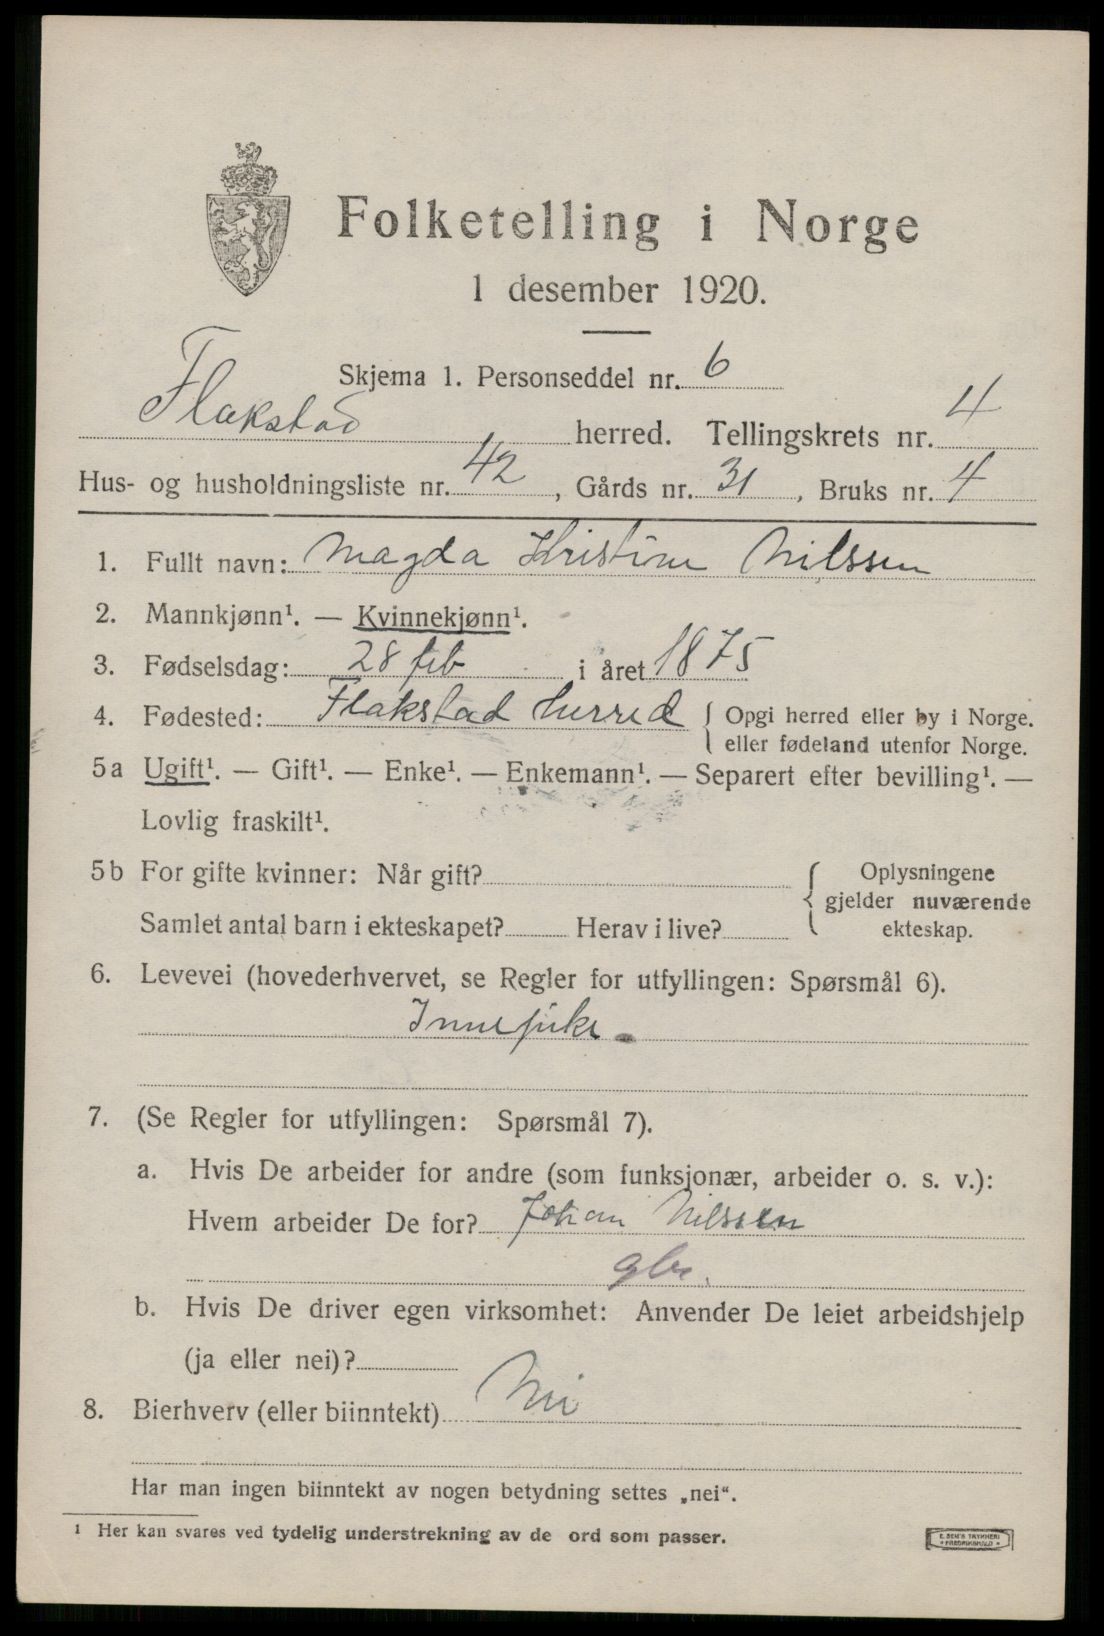 Folketelling i Norge
1 desember 1920.
Skjema 1. Personseddel nr. 6
Flakstad herred. Tellingskrets nr. 4
Hus- og husholdningsliste nr. 42, Gårds nr. 31, Bruks nr. 4
1. Fullt navn: Magda Kristine Nilssen
2. Mannkjønn¹. — Kvinnekjønn¹.
3. Fødselsdag: 28 feb i året 1875
4. Fødested: Flakstad herred { Opgi herred eller by i Norge.
eller fødeland utenfor Norge.
5a Ugift¹. — Gift¹. — Enke¹. — Enkemann¹. — Separert efter bevilling¹. —
Lovlig fraskilt¹.
5b For gifte kvinner: Når gift? { Oplysningene
gjelder nuværende
Samlet antal barn i ekteskapet? Herav i live? ekteskap.
6. Levevei (hovederhvervet, se Regler for utfyllingen: Spørsmål 6).
Innepike
7. (Se Regler for utfyllingen: Spørsmål 7).
a. Hvis De arbeider for andre (som funksjonær, arbeider o. s. v.):
Hvem arbeider De for? Johan Nilssen
gbr.
b. Hvis De driver egen virksomhet: Anvender De leiet arbeidshjelp
(ja eller nei)?
8. Bierhverv (eller biinntekt) Nei
Har man ingen biinntekt av nogen betydning settes „nei“.
¹ Her kan svares ved tydelig understrekning av de ord som passer.
E. SEM'S TRYKKERI
• FREDRIKSHALD •